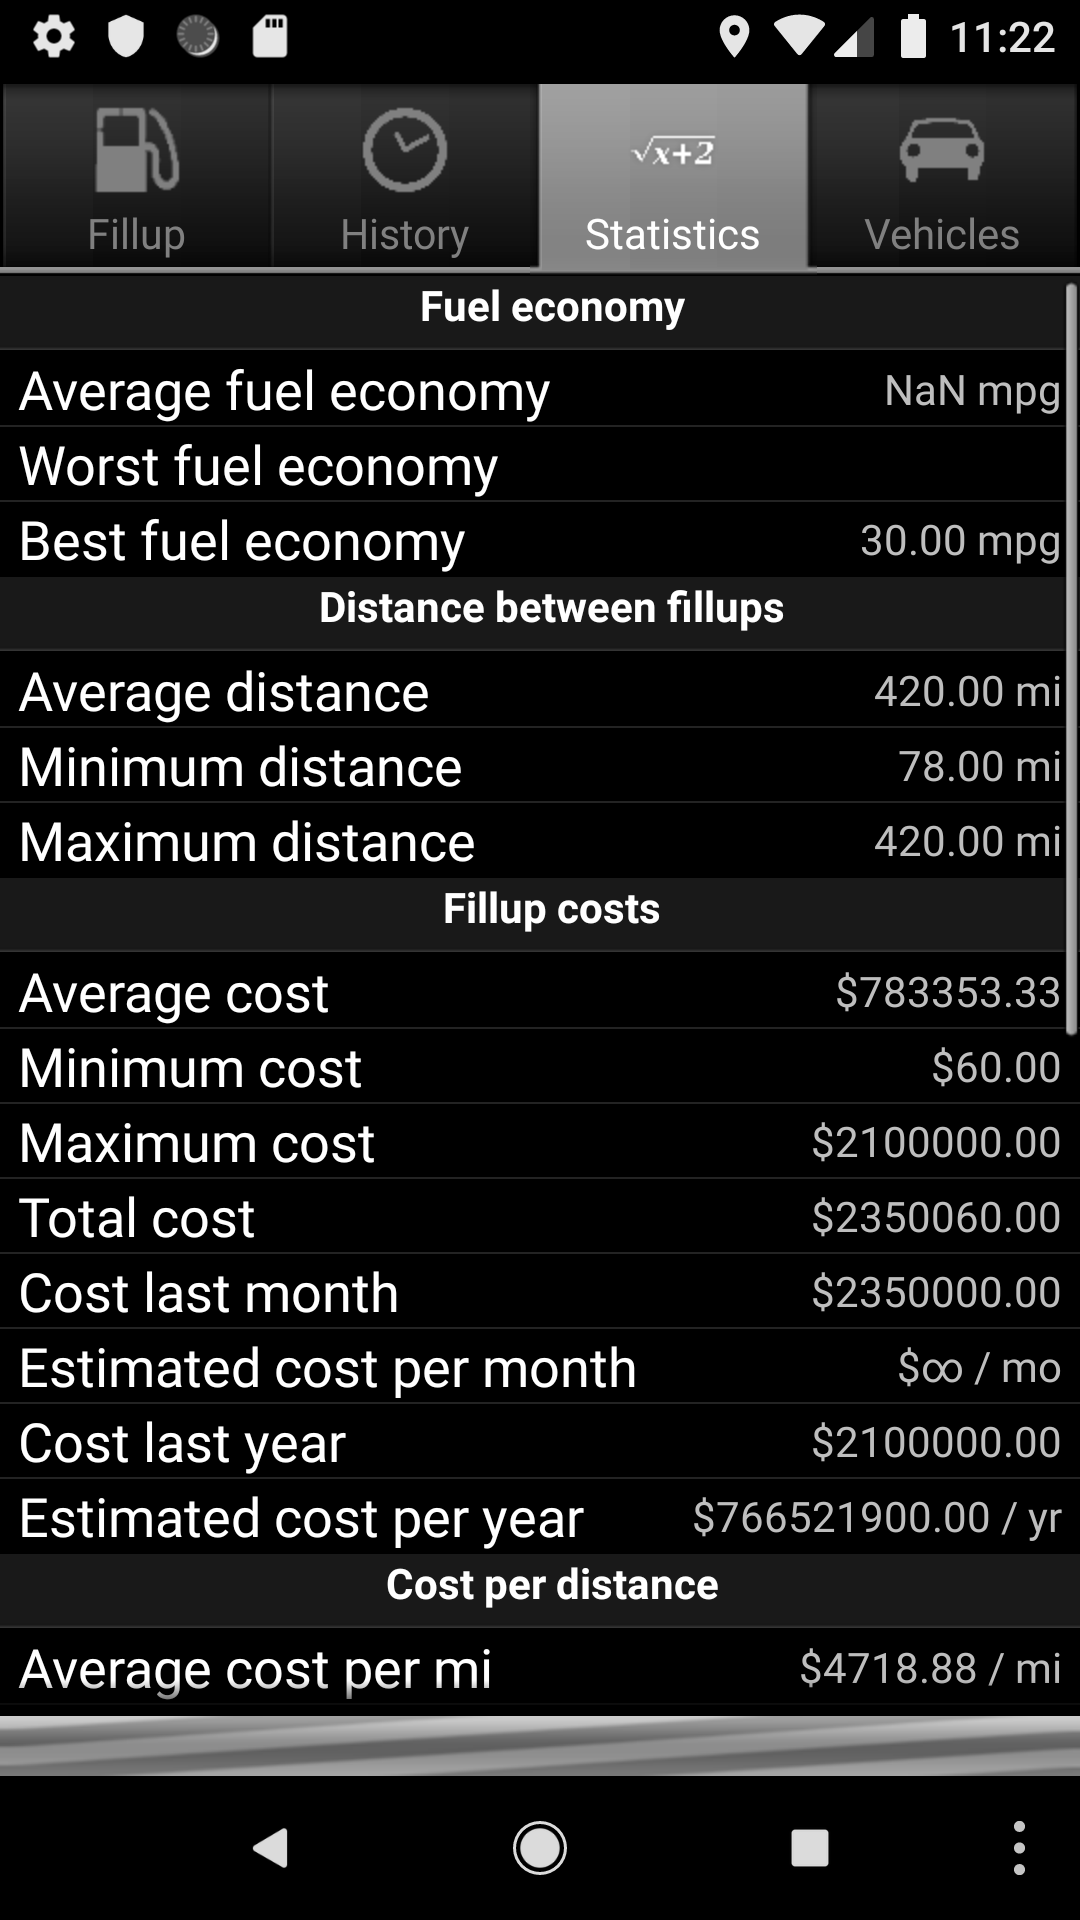 11:22
√x+2
Fillup History Statistics Vehicles
Fuel economy
Average fuel economy NaN mpg
Worst fuel economy
Best fuel economy 30.00 mpg
Distance between fillups
Average distance 420.00 mi
Minimum distance 78.00 mi
Maximum distance 420.00 mi
Fillup costs
Average cost $783353.33
Minimum cost $60.00
Maximum cost $2100000.00
Total cost $2350060.00
Cost last month $2350000.00
Estimated cost per month $∞ / mo
Cost last year $2100000.00
Estimated cost per year $766521900.00 / yr
Cost per distance
Average cost per mi $4718.88 / mi